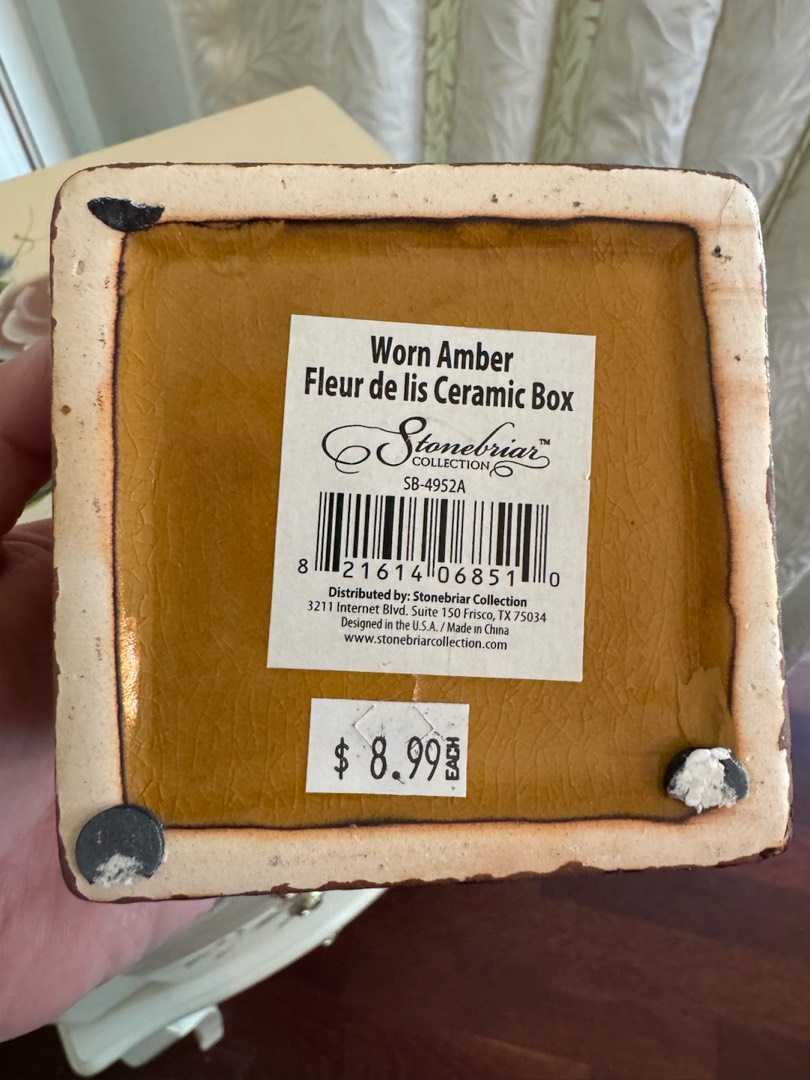 Worn Amber
Fleur de lis Ceramic Box
Stonebriar™
COLLECTION
SB-4952A
8 21614 06851 0
Distributed by: Stonebriar Collection
3211 Internet Blvd. Suite 150 Frisco, TX 75034
Designed in the U.S.A. / Made in China
www.stonebriarcollection.com
$ 8.99 EACH